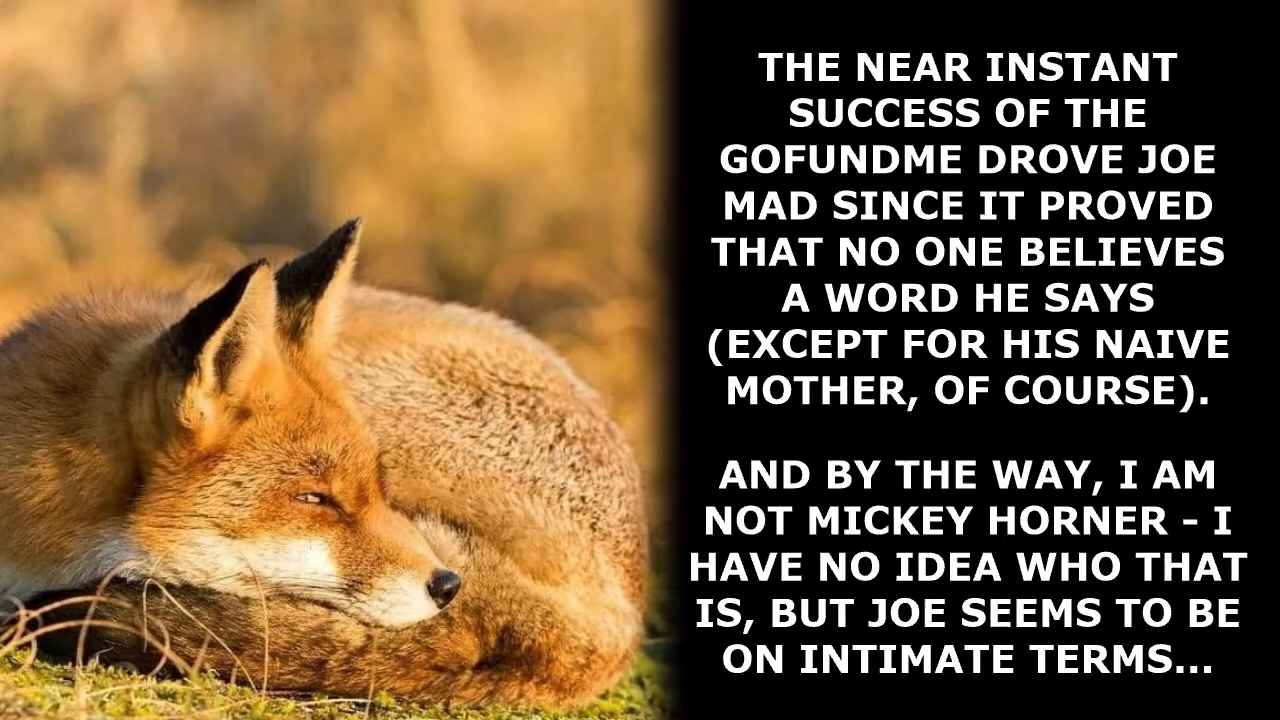 THE NEAR INSTANT
SUCCESS OF THE
GOFUNDME DROVE JOE
MAD SINCE IT PROVED
THAT NO ONE BELIEVES
A WORD HE SAYS
(EXCEPT FOR HIS NAIVE
MOTHER, OF COURSE).
AND BY THE WAY, I AM
NOT MICKEY HORNER - I
HAVE NO IDEA WHO THAT
IS, BUT JOE SEEMS TO BE
ON INTIMATE TERMS...